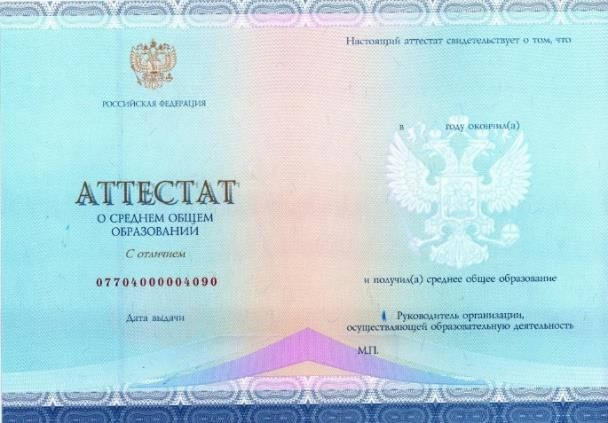 РОССИЙСКАЯ ФЕДЕРАЦИЯ
АТТЕСТАТ
О СРЕДНЕМ ОБЩЕМ
ОБРАЗОВАНИИ
С отличием
07704000004090
Дата выдачи
Настоящий аттестат свидетельствует о том, что
в году окончил(а)
и получил(а) среднее общее образование
Руководитель организации,
осуществляющей образовательную деятельность
М.П.